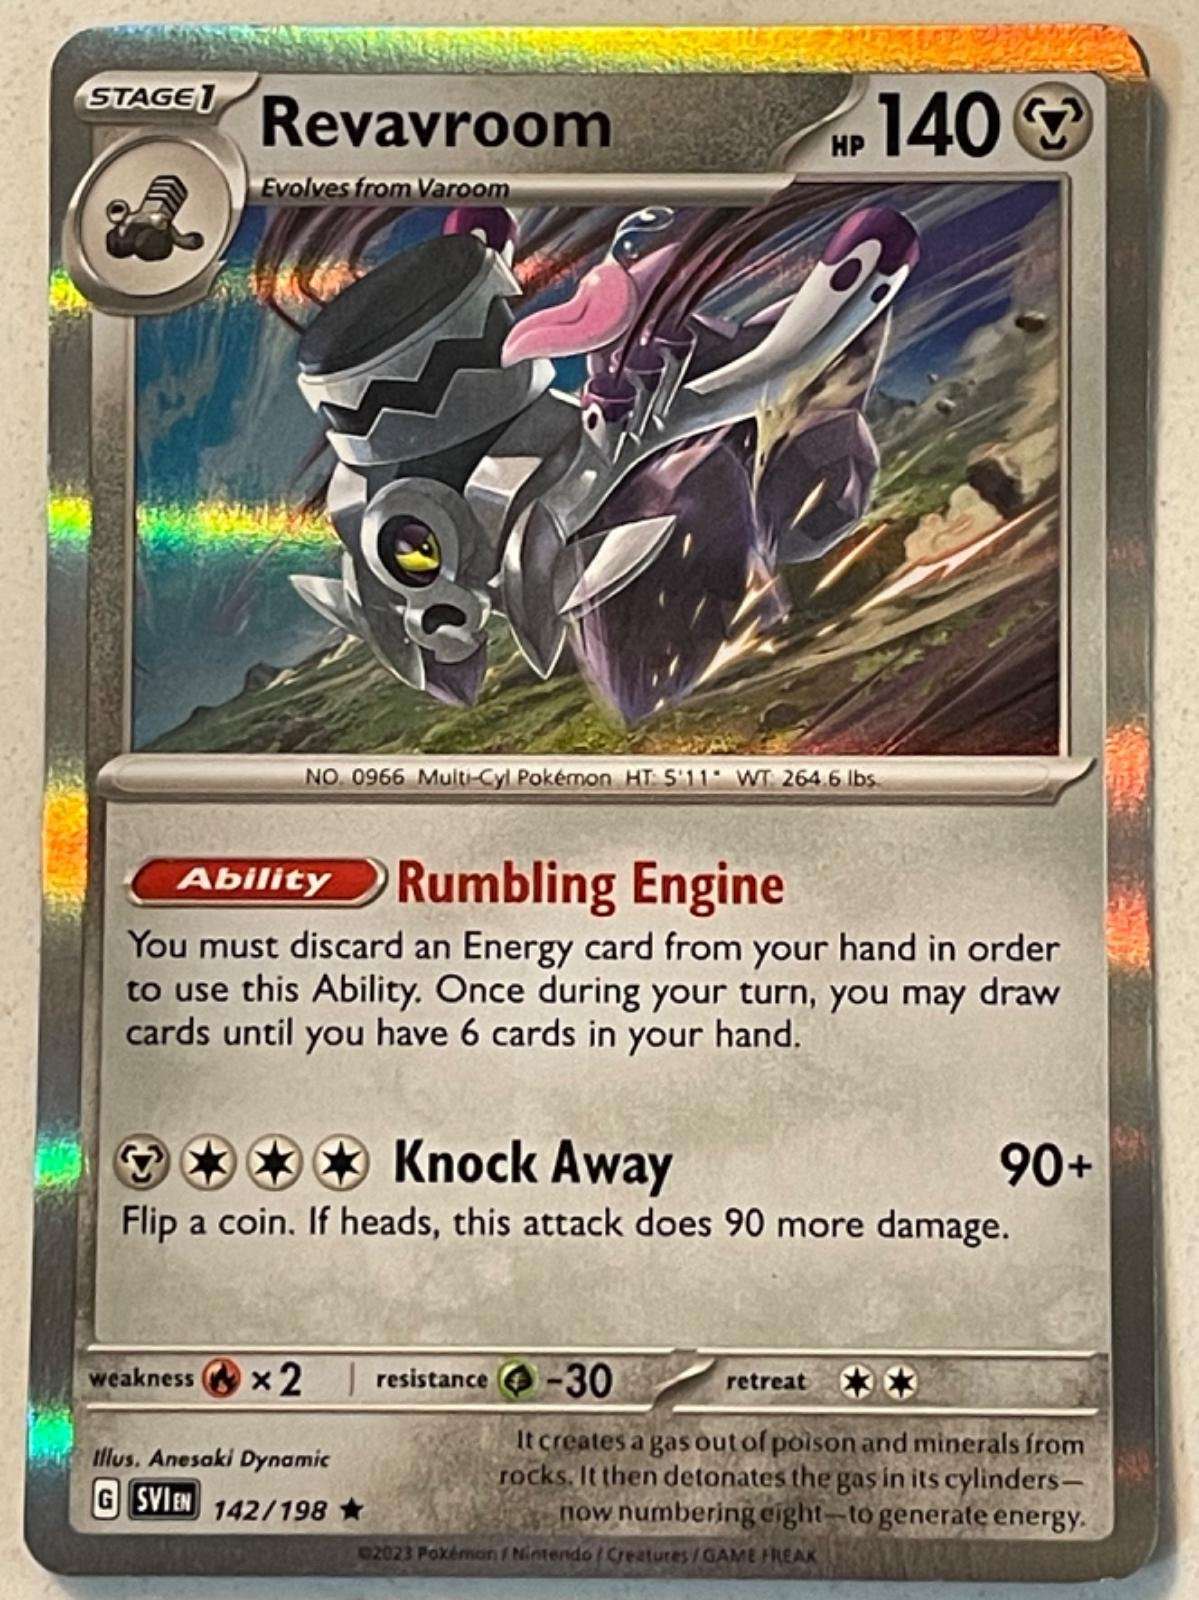 STAGE1
Revavroom
HP 140
Evolves from Varoom
NO. 0966 Multi-Cyl Pokémon HT: 5'11" WT: 264.6 lbs.
Ability Rumbling Engine
You must discard an Energy card from your hand in order
to use this Ability. Once during your turn, you may draw
cards until you have 6 cards in your hand.
Knock Away 90+
Flip a coin. If heads, this attack does 90 more damage.
weakness ×2 resistance -30 retreat
Illus. Anesaki Dynamic
G SVI EN 142/198
It creates a gas out of poison and minerals from
rocks. It then detonates the gas in its cylinders—
now numbering eight—to generate energy.
©2023 Pokémon / Nintendo / Creatures / GAME FREAK